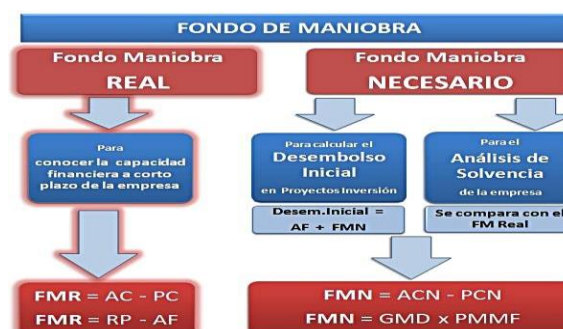 FONDO DE MANIOBRA
Fondo Maniobra
REAL
Fondo Maniobra
NECESARIO
Para
conocer la capacidad
financiera a corto
plazo de la empresa
Para calcular el
Desembolso
Inicial
en Proyectos Inversión
Para el
Análisis de
Solvencia
de la empresa
Desem.Inicial =
AF + FMN
Se compara con el
FM Real
FMR = AC - PC
FMR = RP - AF
FMN = ACN - PCN
FMN = GMD x PMMF